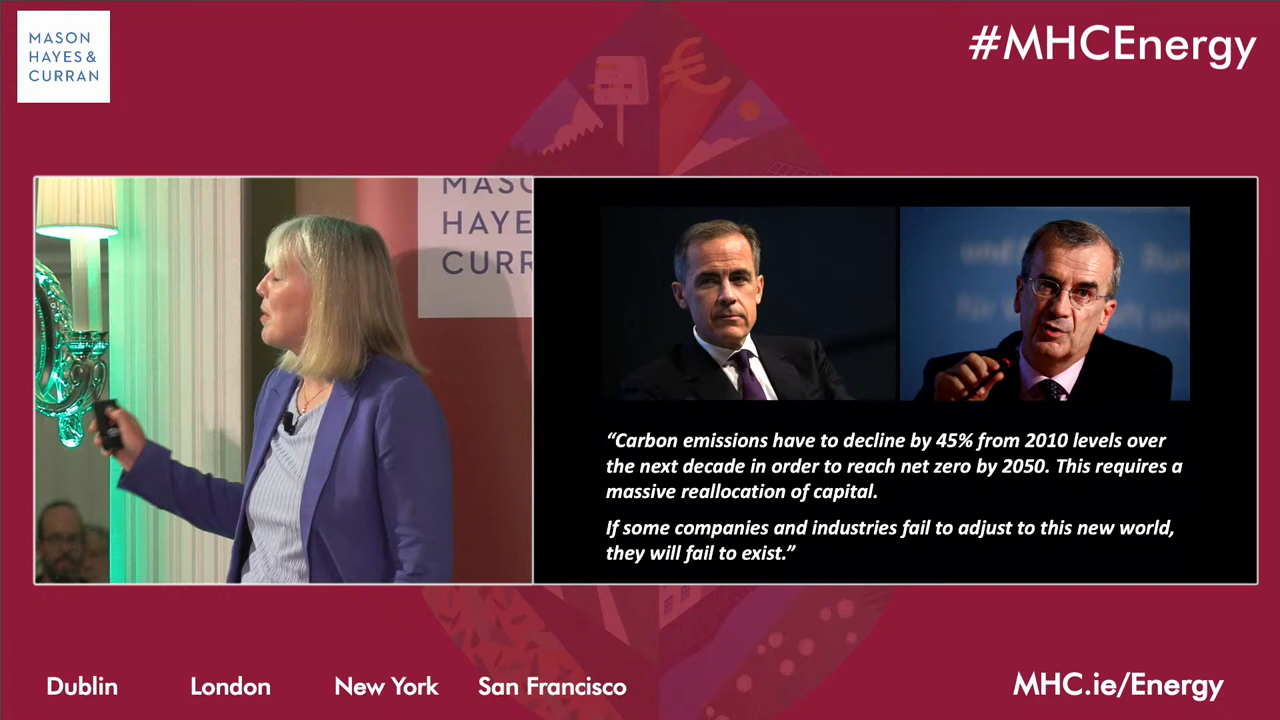 MASON
HAYES &
CURRAN
#MHCEnergy
MASO
HAYE
CURR
“Carbon emissions have to decline by 45% from 2010 levels over
the next decade in order to reach net zero by 2050. This requires a
massive reallocation of capital.
If some companies and industries fail to adjust to this new world,
they will fail to exist.”
Dublin
London
New York
San Francisco
MHC.ie/Energy